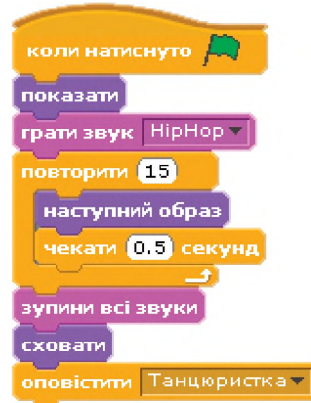 коли натиснуто
показати
грати звук HipHop
повторити 15
наступний образ
чекати 0.5 секунд
зупини всі звуки
сховати
оповістити Танцюристка